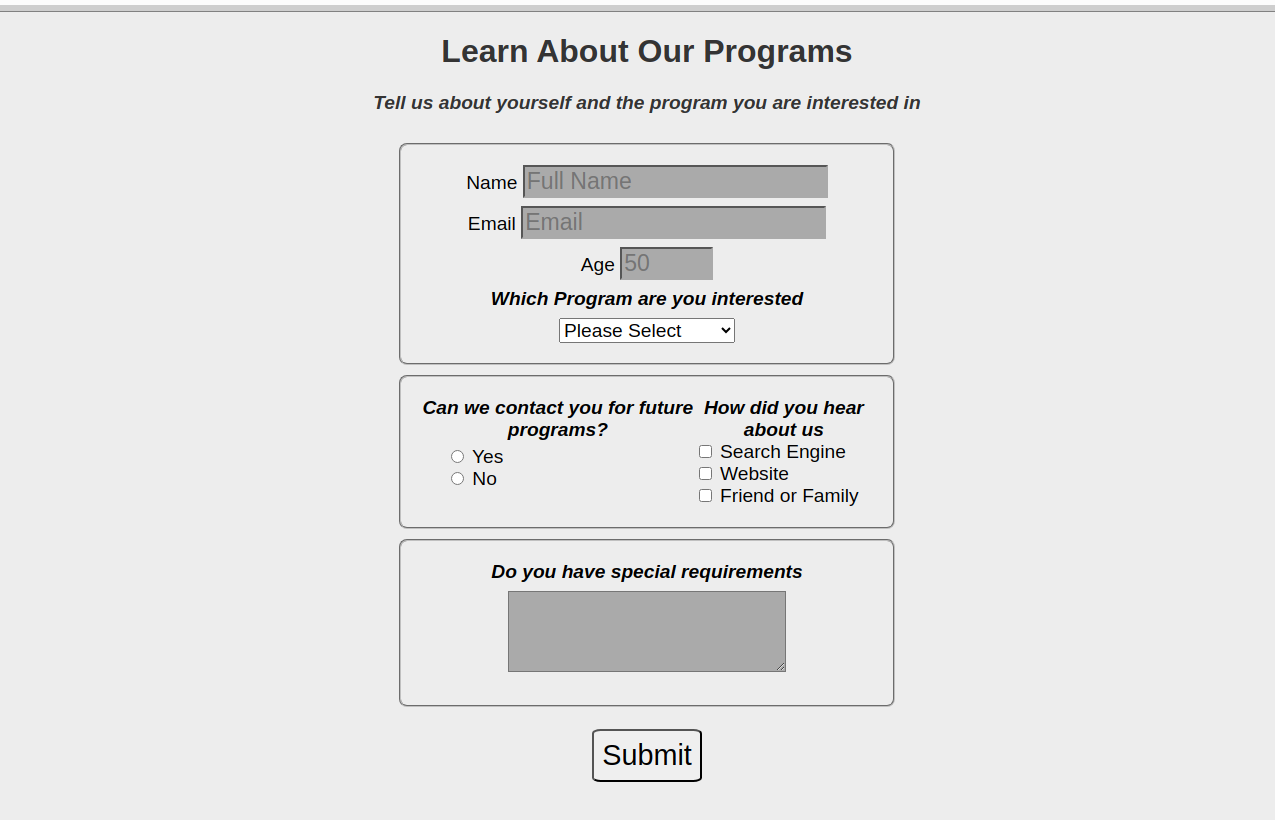 Learn About Our Programs
Tell us about yourself and the program you are interested in
Name Full Name
Email Email
Age 50
Which Program are you interested
Please Select
Can we contact you for future
programs?
Yes
No
How did you hear
about us
Search Engine
Website
Friend or Family
Do you have special requirements
Submit